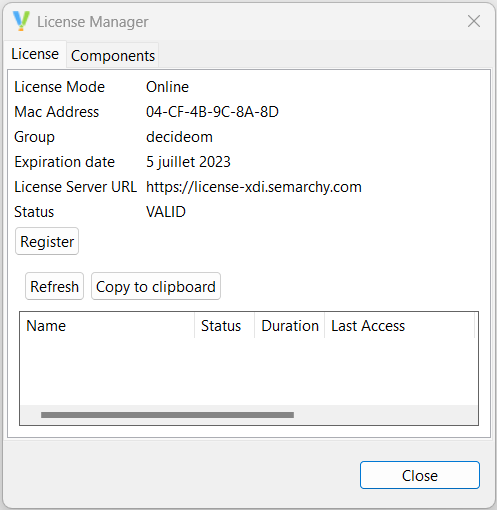 License Manager
License Components
License Mode Online
Mac Address 04-CF-4B-9C-8A-8D
Group decideom
Expiration date 5 juillet 2023
License Server URL https://license-xdi.semarchy.com
Status VALID
Register
Refresh Copy to clipboard
Name Status Duration Last Access
Close